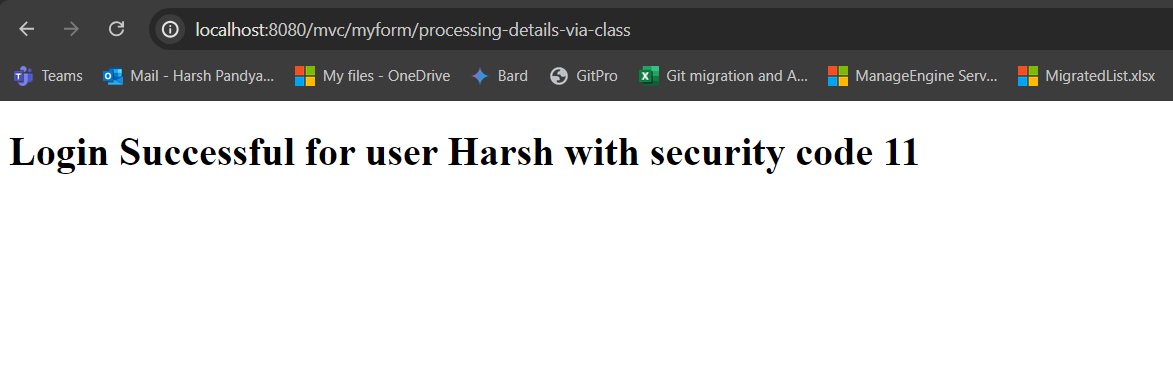 localhost:8080/mvc/myform/processing-details-via-class
Teams Mail - Harsh Pandya... My files - OneDrive Bard GitPro Git migration and A... ManageEngine Serv... MigratedList.xlsx
Login Successful for user Harsh with security code 11